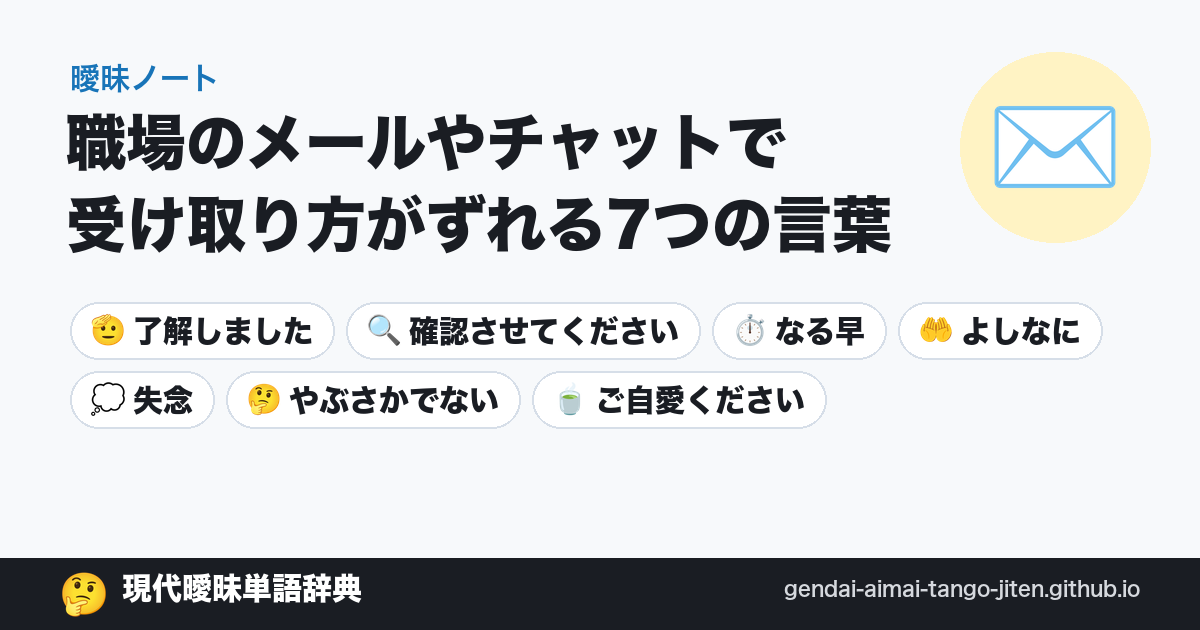 曖昧ノート
職場のメールやチャットで
受け取り方がずれる7つの言葉
🫡 了解しました 🔍 確認させてください ⏱️ なる早 🤲 よしなに
💭 失念 🤔 やぶさかでない 🍵 ご自愛ください
🤔 現代曖昧単語辞典 gendai-aimai-tango-jiten.github.io